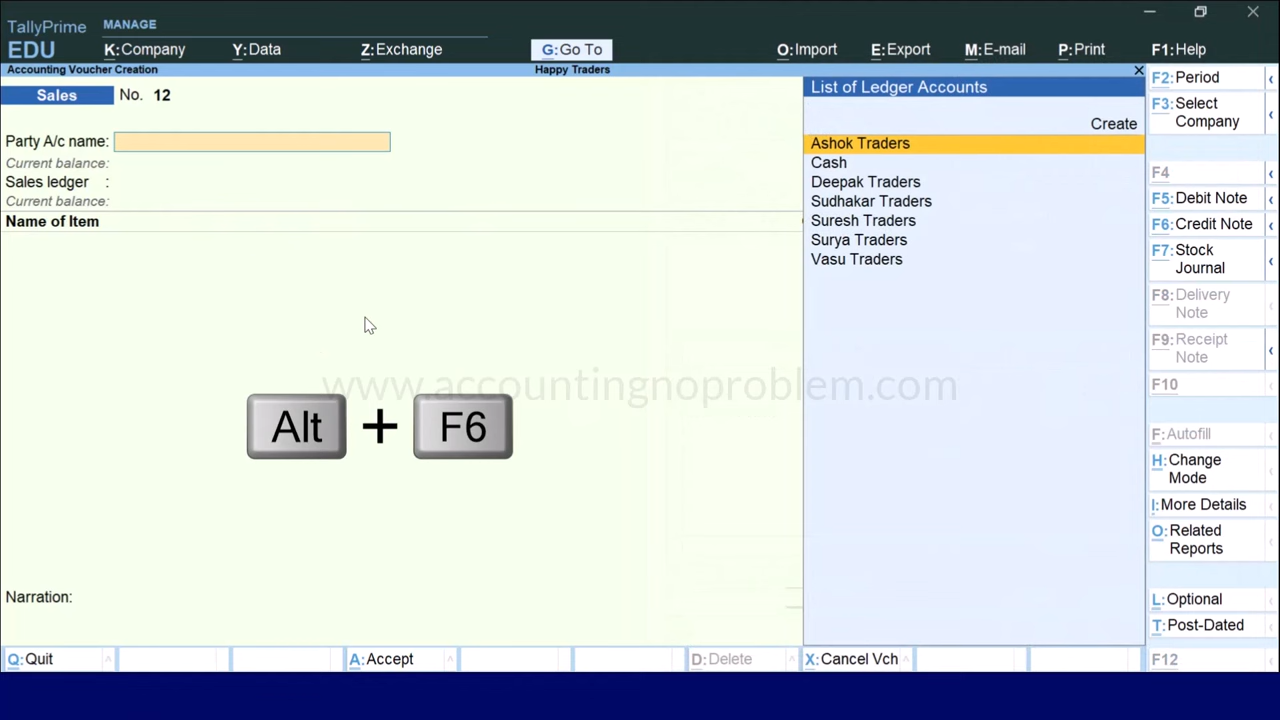 TallyPrime MANAGE
EDU K:Company Y:Data Z:Exchange G:Go To O:Import E:Export M:E-mail P:Print F1:Help
Accounting Voucher Creation Happy Traders
Sales No. 12
Party A/c name:
Current balance:
Sales ledger :
Current balance:
Name of Item
Narration:
List of Ledger Accounts
Create
Ashok Traders
Cash
Deepak Traders
Sudhakar Traders
Suresh Traders
Surya Traders
Vasu Traders
www.accountingnoproblem.com
Alt + F6
F2:Period
F3:Select
Company
F4
F5:Debit Note
F6:Credit Note
F7:Stock
Journal
F8:Delivery
Note
F9:Receipt
Note
F10
F:Autofill
H:Change
Mode
I:More Details
O:Related
Reports
L:Optional
T:Post-Dated
Q:Quit A:Accept D:Delete X:Cancel Vch F12